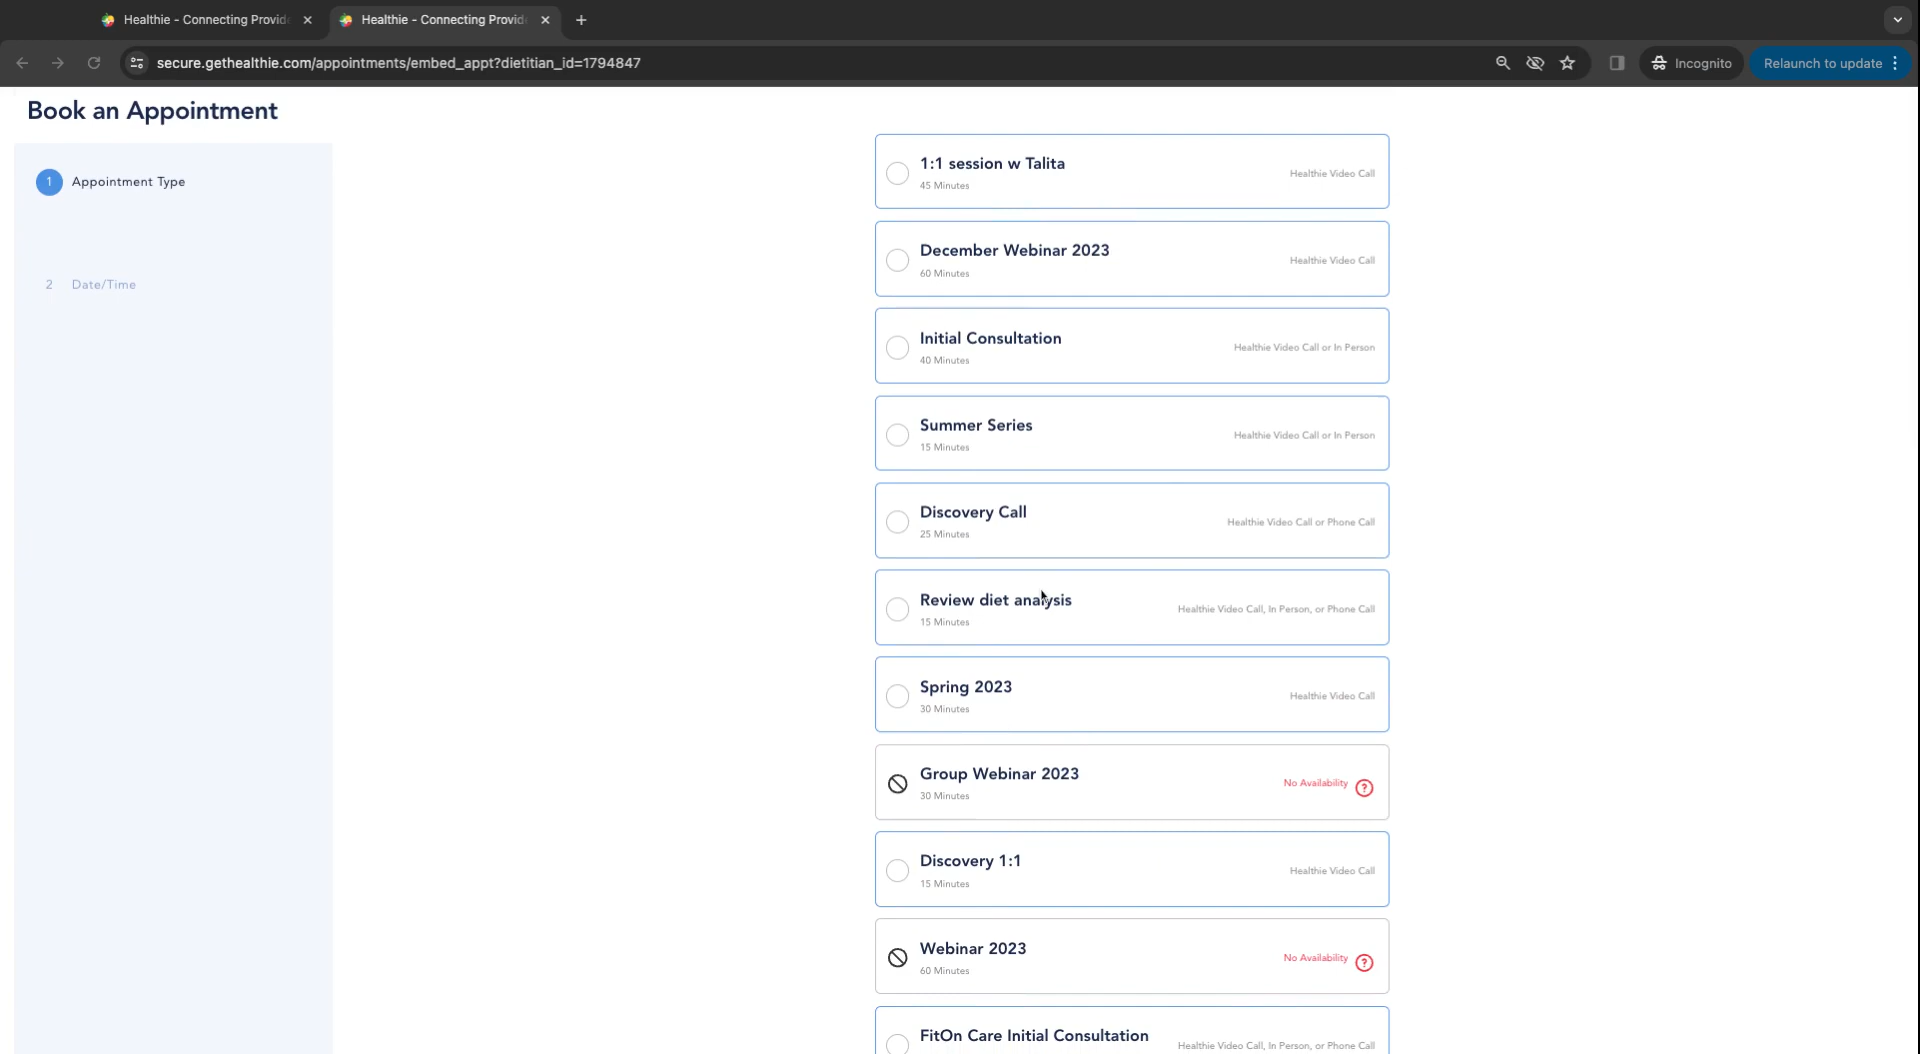 Healthie - Connecting Provid
Healthie - Connecting Provid
secure.gethealthie.com/appointments/embed_appt?dietitian_id=1794847
Incognito
Relaunch to update
Book an Appointment
1 Appointment Type
2 Date/Time
1:1 session w Talita
45 Minutes
Healthie Video Call
December Webinar 2023
60 Minutes
Healthie Video Call
Initial Consultation
40 Minutes
Healthie Video Call or In Person
Summer Series
15 Minutes
Healthie Video Call or In Person
Discovery Call
25 Minutes
Healthie Video Call or Phone Call
Review diet analysis
15 Minutes
Healthie Video Call, In Person, or Phone Call
Spring 2023
30 Minutes
Healthie Video Call
Group Webinar 2023
30 Minutes
No Availability ?
Discovery 1:1
15 Minutes
Healthie Video Call
Webinar 2023
60 Minutes
No Availability ?
FitOn Care Initial Consultation
Healthie Video Call, In Person, or Phone Call